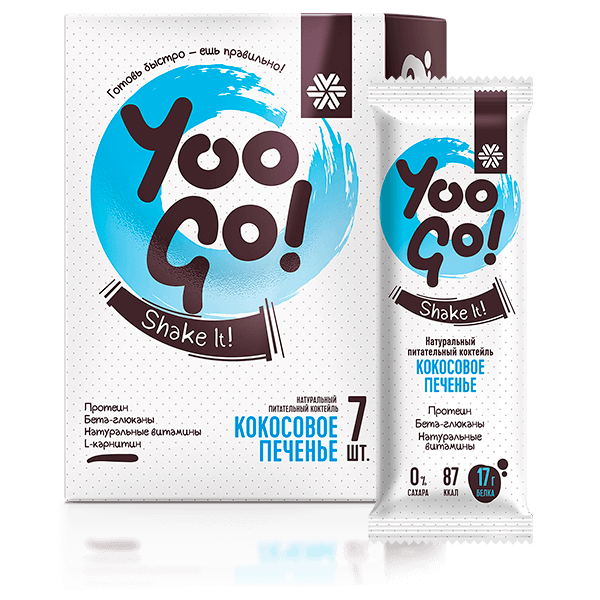 Готовь быстро – ешь правильно!
Yoo
Go!
Shake It!
Протеин
Бета-глюканы
Натуральные витамины
L-карнитин
НАТУРАЛЬНЫЙ
ПИТАТЕЛЬНЫЙ КОКТЕЙЛЬ
КОКОСОВОЕ
ПЕЧЕНЬЕ
7
ШТ.
Yoo
Go!
Shake It!
Натуральный
питательный коктейль
КОКОСОВОЕ
ПЕЧЕНЬЕ
Протеин
Бета-глюканы
Натуральные
витамины
0% 87 17г
САХАРА ККАЛ БЕЛКА